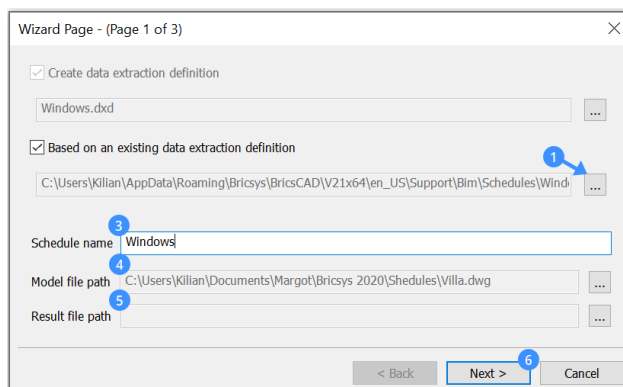 Wizard Page - (Page 1 of 3)
Create data extraction definition
Windows.dxd
...
Based on an existing data extraction definition
1
C:\Users\Kilian\AppData\Roaming\Bricsys\BricsCAD\V21x64\en_US\Support\Bim\Schedules\Wind
...
3
Schedule name Windows
4
Model file path C:\Users\Kilian\Documents\Margot\Bricsys 2020\Shedules\Villa.dwg ...
5
Result file path ...
6
< Back Next > Cancel